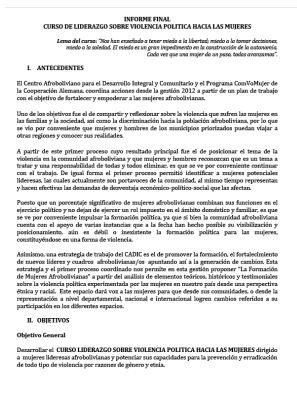 INFORME FINAL
CURSO DE LIDERAZGO SOBRE VIOLENCIA POLITICA HACIA LAS MUJERES
Lema del curso: "Nos han enseñado a tener miedo a la libertad; miedo a tomar decisiones,
miedo a la soledad. El miedo es un gran impedimento en la construcción de la autonomía.
Cada vez que una mujer da un paso, todas avanzamos".
I. ANTECEDENTES
El Centro Afroboliviano para el Desarrollo Integral y Comunitario y el Programa ComVoMujer de
la Cooperación Alemana, coordina acciones desde la gestión 2012 a partir de un plan de trabajo
con el objetivo de fortalecer y empoderar a las mujeres afrobolivianas.
Uno de los objetivos fue el de compartir y reflexionar sobre la violencia que sufren las mujeres en
las familias y la sociedad, así como la discriminación hacia la población afroboliviana, por lo que
se vio por conveniente que mujeres y hombres de los municipios priorizados puedan viajar a
otras regiones y conocer sus realidades.
A partir de este primer proceso cuyo resultado principal fue el de posicionar el tema de la
violencia en la comunidad afroboliviana y que mujeres y hombres reconozcan que es un tema a
tratar y una responsabilidad de todas y todos eliminar, es que se ve por conveniente continuar
con el trabajo. De igual forma el primer proceso permitió identificar a mujeres potenciales
lideresas, las cuales actualmente son portavoces de la comunidad, al mismo tiempo representan
y hacen efectivas las demandas de desventaja económico-político-social que las afectan.
Puesto que un porcentaje significativo de mujeres afrobolivianas combinan sus funciones en el
ejercicio político y no dejan de ejercer un rol impuesto en el ámbito doméstico y familiar, es que
se ve por conveniente impulsar la formación política, ya que si bien la comunidad afroboliviana
cuenta con el apoyo de varias instancias que a la fecha han hecho posible su visibilización y
posicionamiento, aún es débil o inexistente la formación política para las mujeres,
constituyéndose en una forma de violencia.
Asimismo, una estrategia de trabajo del CADIC es el de promover la formación, el fortalecimiento
de nuevos líderes y cuadros afrobolivianas/os apuntando así a la generación de cambios. Esta
estrategia y el primer proceso coordinado nos permite es esta gestión proponer "La Formación
de Mujeres Afrobolivianas" a partir del análisis de elementos teóricos, históricos y testimoniales
sobre la violencia política experimentada por las mujeres en nuestro país desde una perspectiva
étnica y racial. Este espacio dará voz a las mujeres para que desde sus comunidades, o desde la
representación a nivel departamental, nacional e internacional logren cambios referidos a su
participación en los diferentes espacios.
II. OBJETIVOS
Objetivo General
Desarrollar el CURSO LIDERAZGO SOBRE VIOLENCIA POLITICA HACIA LAS MUJERES dirigido
a mujeres lideresas afrobolivianas y potenciar sus capacidades para la prevención y erradicación
de todo tipo de violencia por razones de género y etnia.